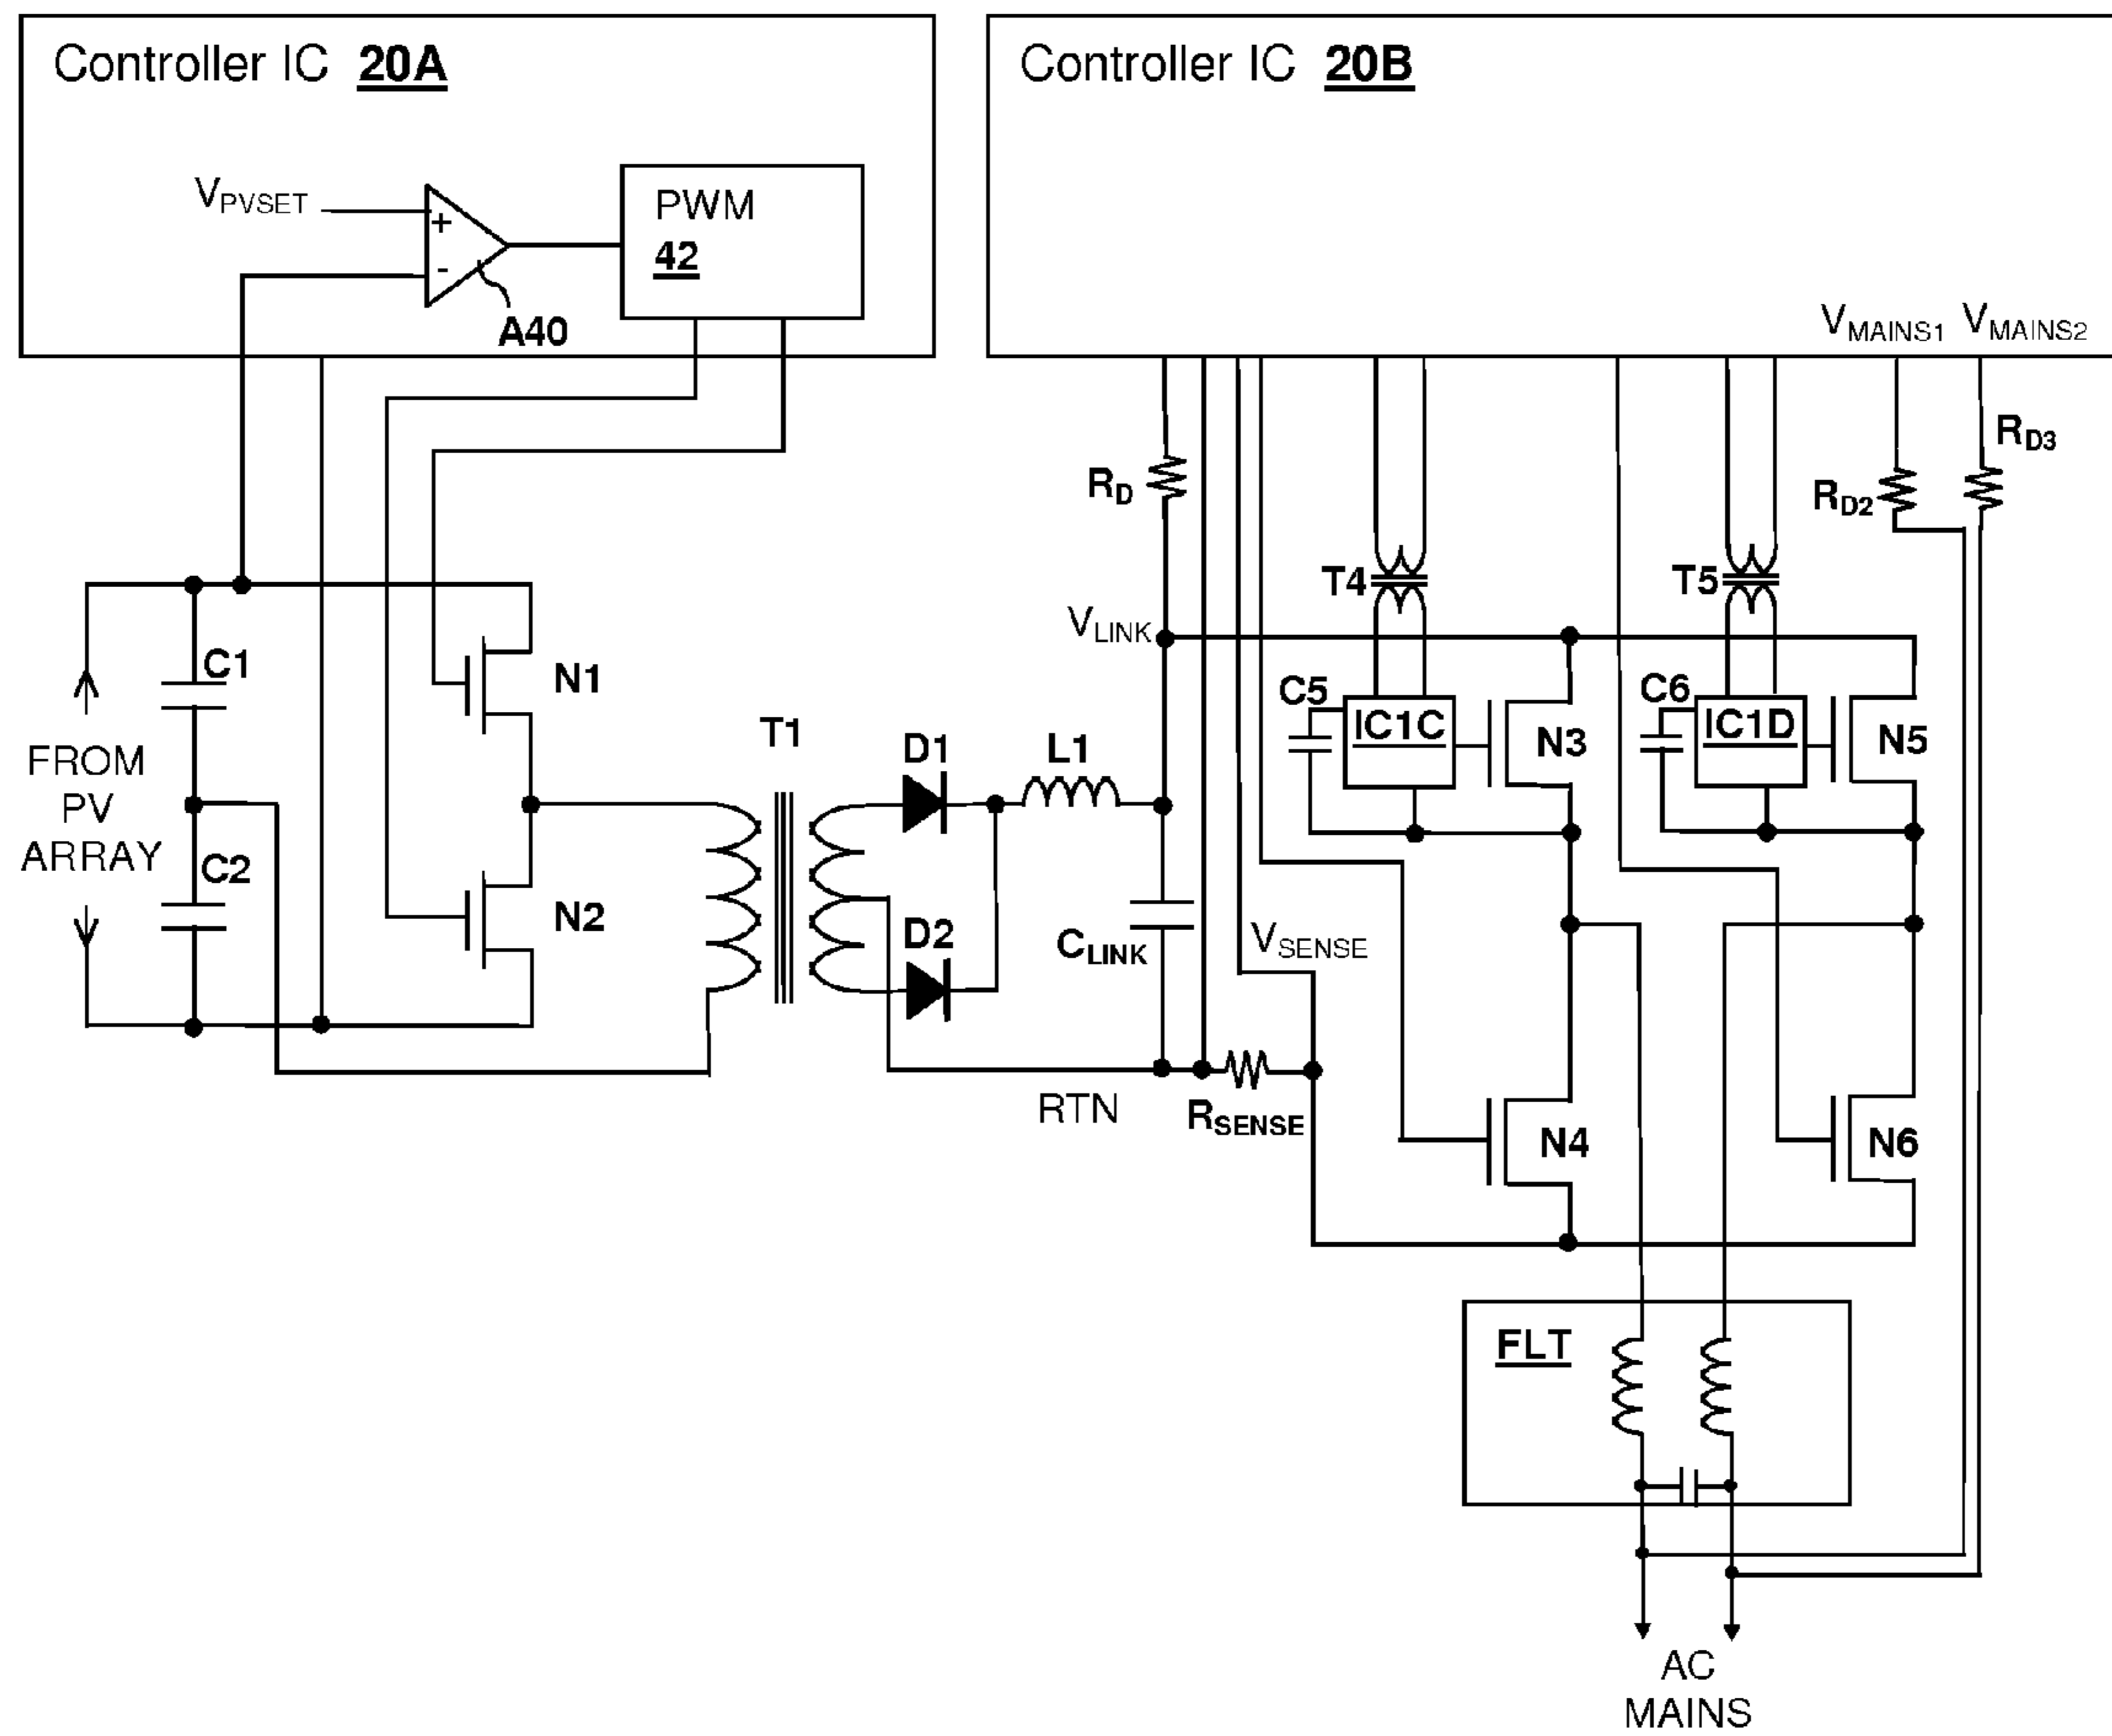 Controller IC 20A
Controller IC 20B
VPVSET
+
-
A40
PWM
42
VMAINS1
VMAINS2
RD
RD2
RD3
T4
T5
VLINK
C1
N1
C5
IC1C
N3
C6
IC1D
N5
FROM
PV
ARRAY
C2
N2
T1
D1
L1
D2
CLINK
VSENSE
RTN
RSENSE
N4
N6
FLT
AC
MAINS